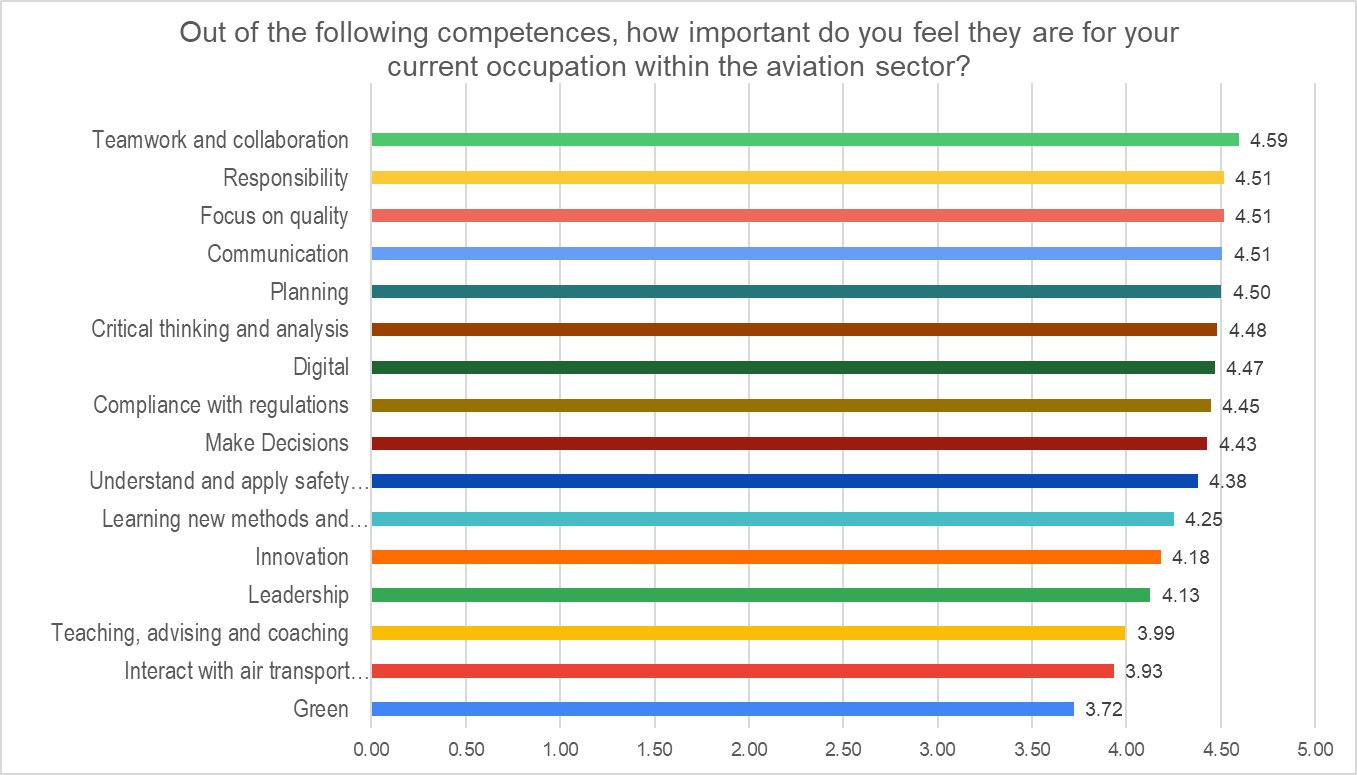 Out of the following competences, how important do you feel they are for your
current occupation within the aviation sector?
Teamwork and collaboration 4.59
Responsibility 4.51
Focus on quality 4.51
Communication 4.51
Planning 4.50
Critical thinking and analysis 4.48
Digital 4.47
Compliance with regulations 4.45
Make Decisions 4.43
Understand and apply safety… 4.38
Learning new methods and… 4.25
Innovation 4.18
Leadership 4.13
Teaching, advising and coaching 3.99
Interact with air transport… 3.93
Green 3.72
0.00 0.50 1.00 1.50 2.00 2.50 3.00 3.50 4.00 4.50 5.00